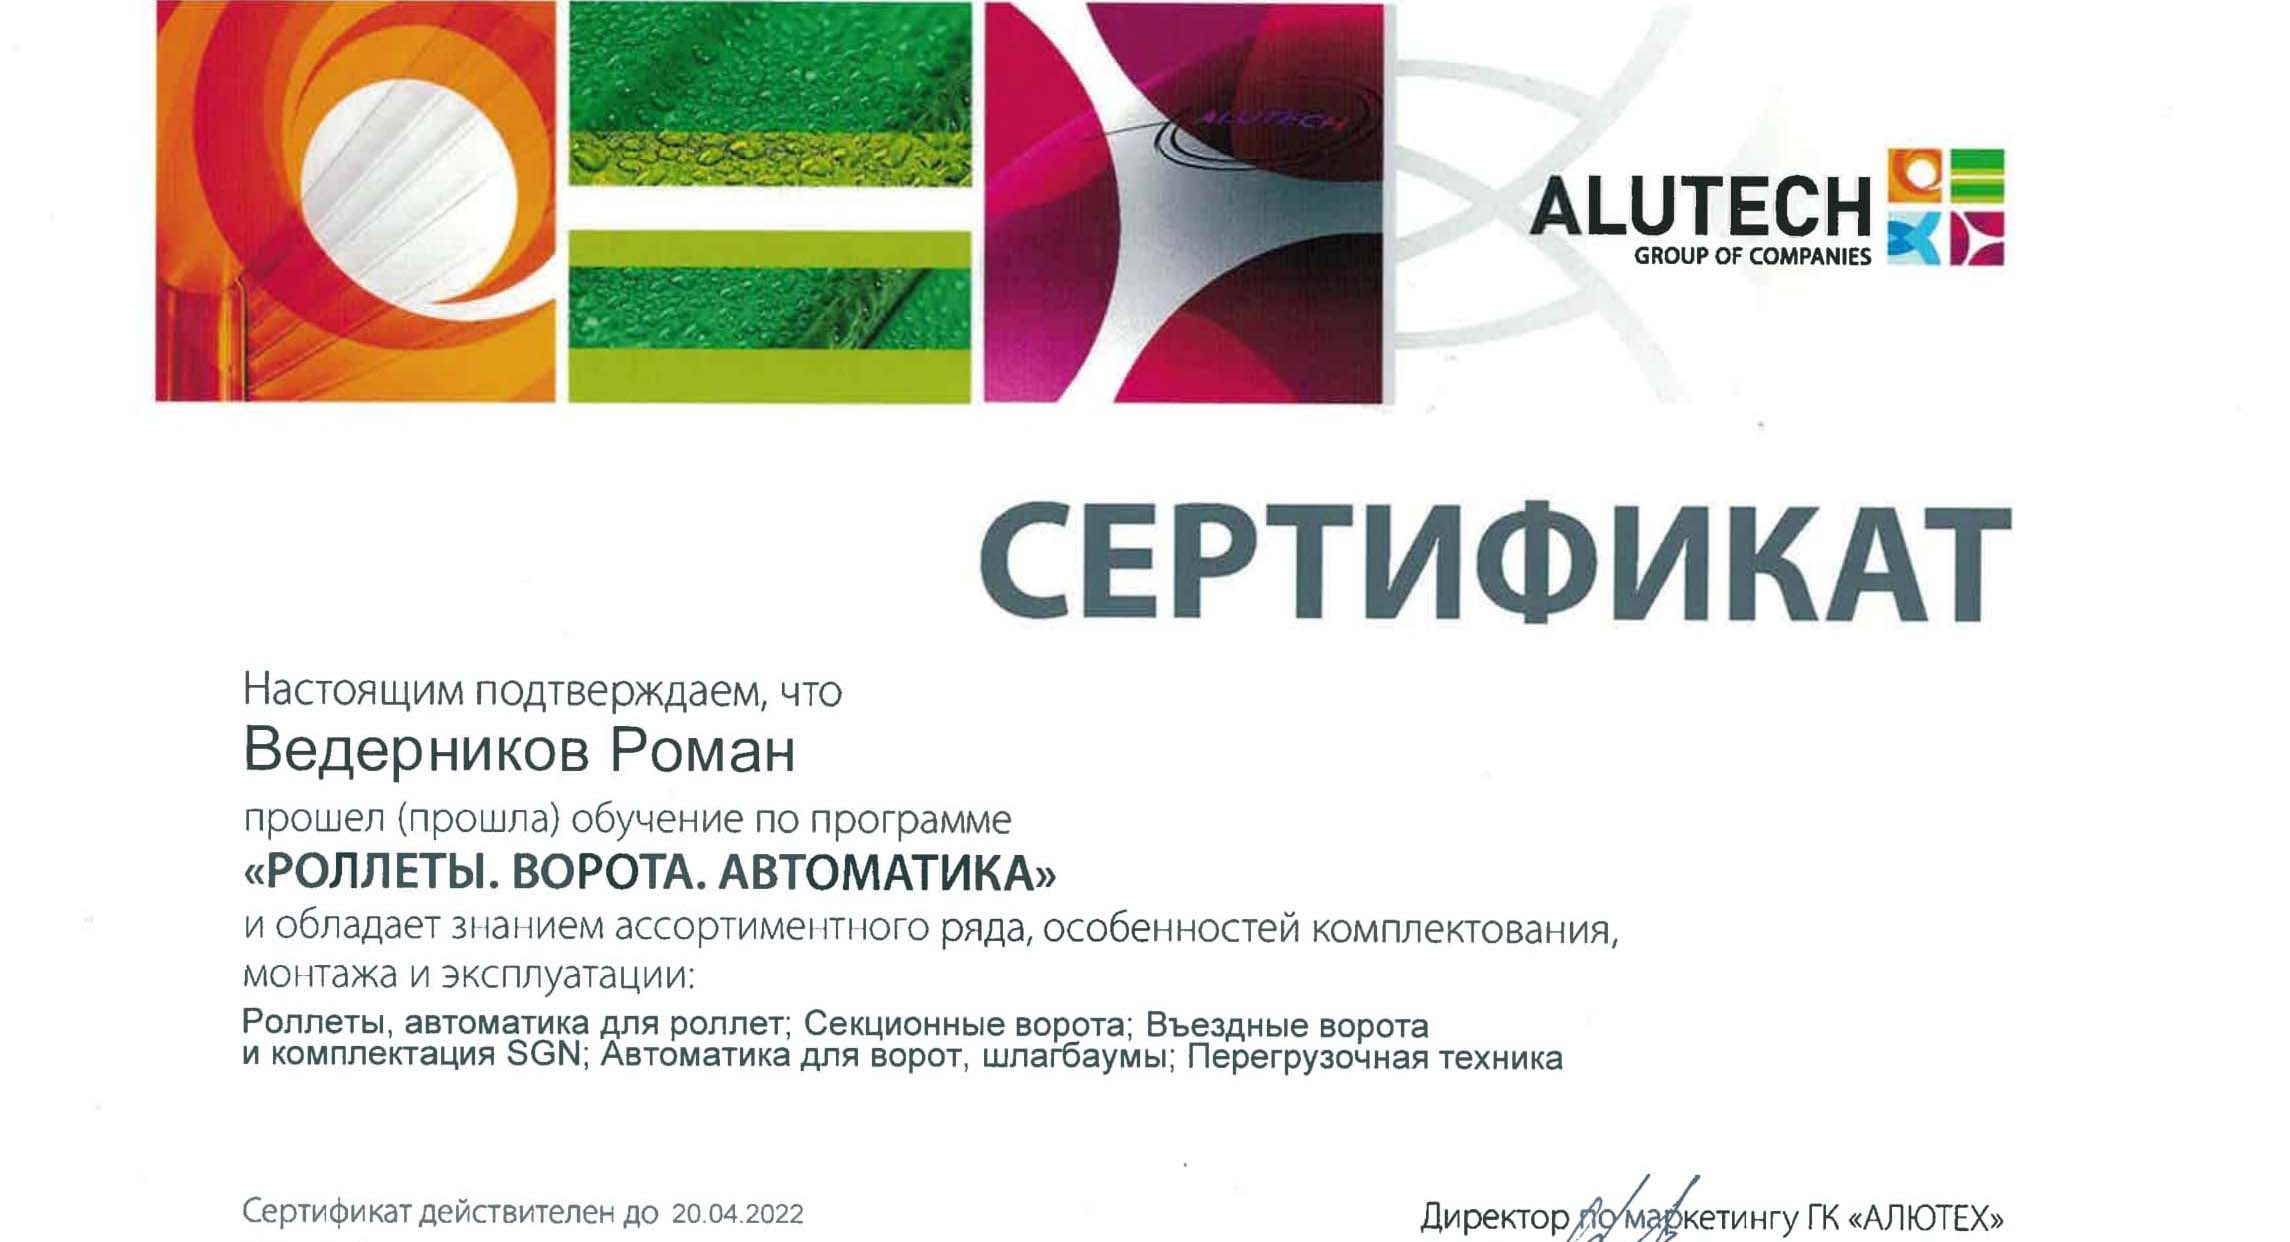 ALUTECH
ALUTECH
GROUP OF COMPANIES
СЕРТИФИКАТ
Настоящим подтверждаем, что
Ведерников Роман
прошел (прошла) обучение по программе
«РОЛЛЕТЫ. ВОРОТА. АВТОМАТИКА»
и обладает знанием ассортиментного ряда, особенностей комплектования,
монтажа и эксплуатации:
Роллеты, автоматика для роллет; Секционные ворота; Въездные ворота
и комплектация SGN; Автоматика для ворот, шлагбаумы; Перегрузочная техника
Сертификат действителен до 20.04.2022
Директор по маркетингу ГК «АЛЮТЕХ»